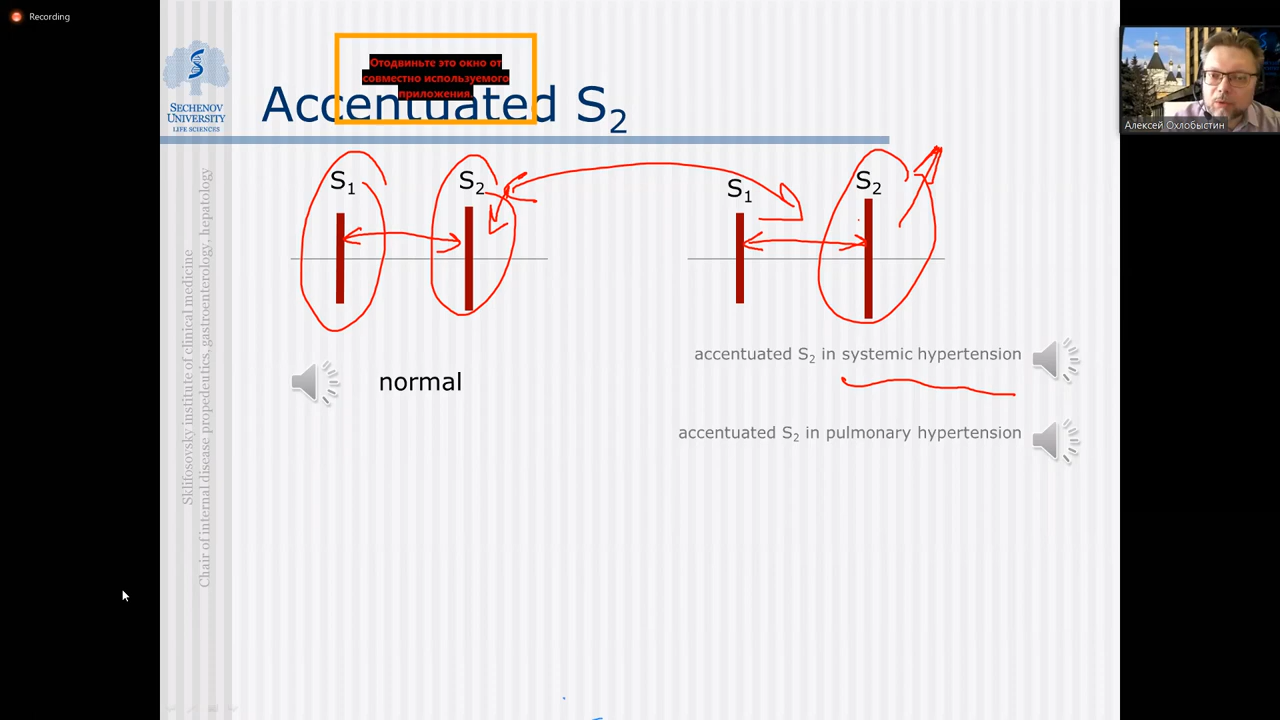 Recording
Отодвиньте это окно от
совместно используемого
приложения.
SECHENOV
UNIVERSITY
LIFE SCIENCES
Accentuated S₂
Алексей Охлобыстин
S₁
S₂
S₁
S₂
Sklifosovsky institute of clinical medicine
Chair of internal disease propedeutics, gastroenterology, hepatology
normal
accentuated S₂ in systemic hypertension
accentuated S₂ in pulmonary hypertension